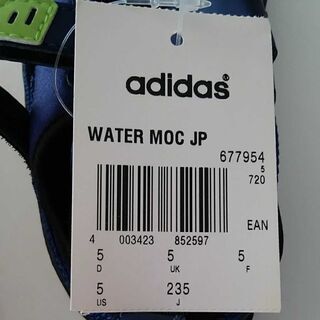 adidas®
WATER MOC JP
677954
5
720
EAN
4 003423 852597
5 5 5
D UK F
5 235
US J